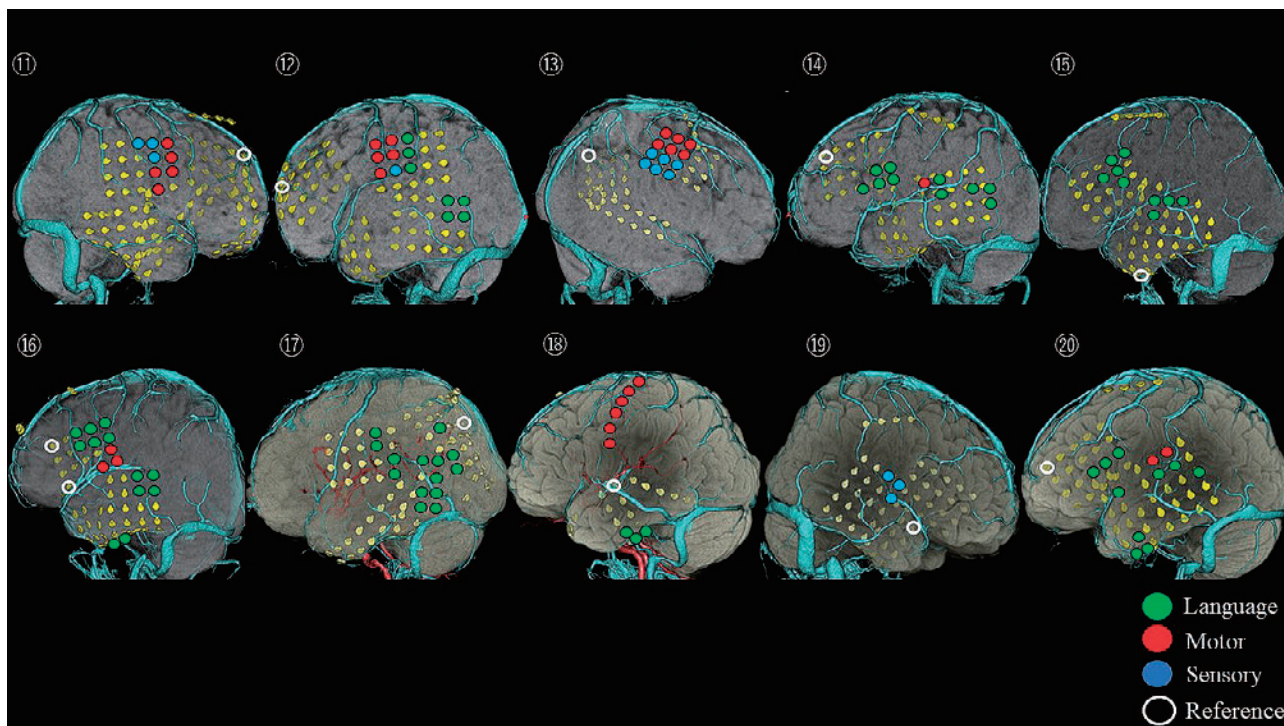 ⑪ ⑫ ⑬ ⑭ ⑮
⑯ ⑰ ⑱ ⑲ ⑳
Language
Motor
Sensory
Reference